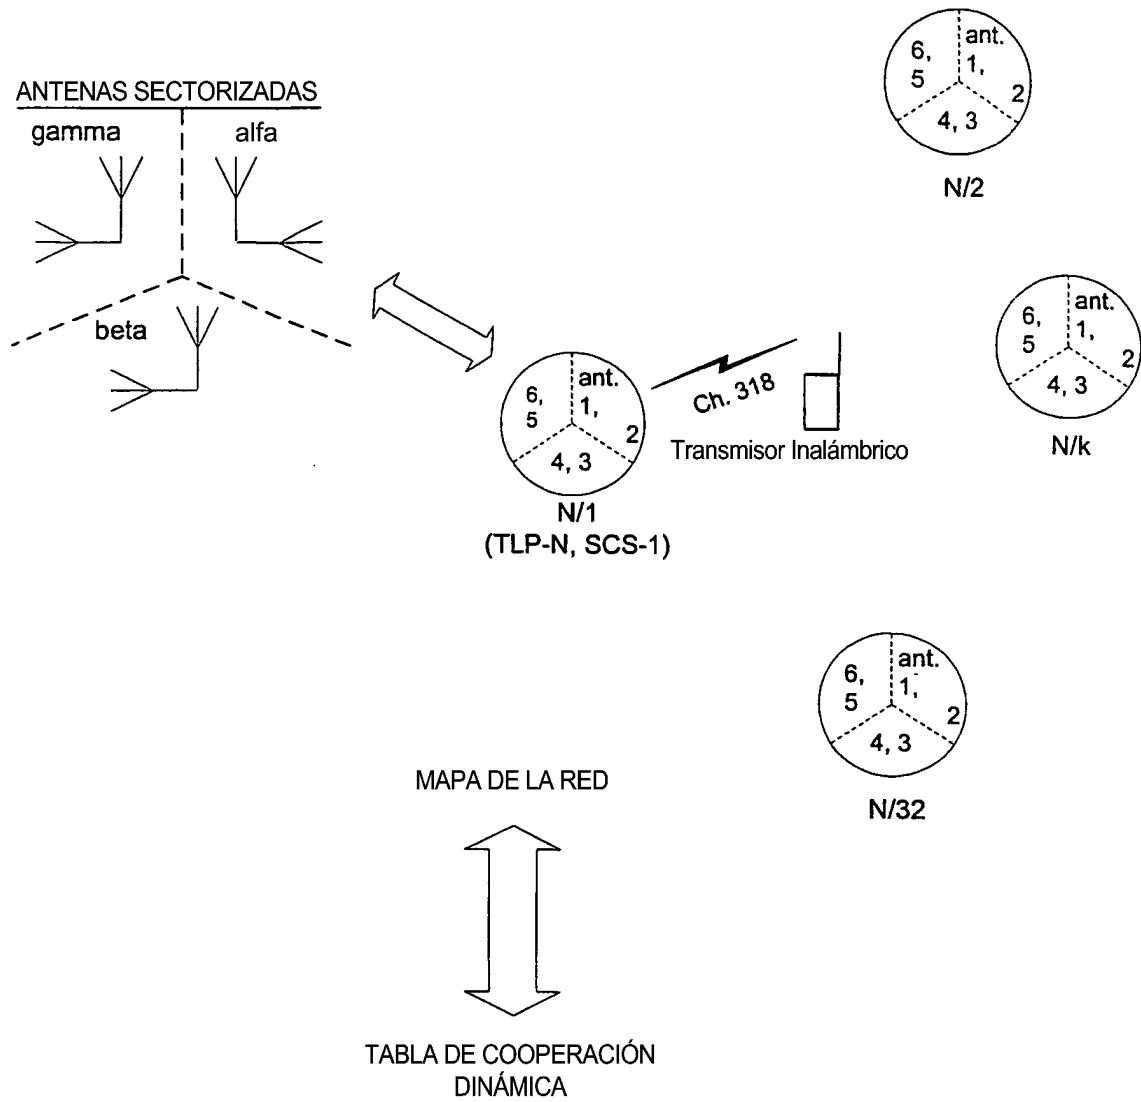 ANTENAS SECTORIZADAS
gamma
alfa
beta
ant.
6,
1,
5
2
4, 3
N/2
ant.
6,
1,
5
2
4, 3
N/k
ant.
6,
1,
5
2
4, 3
N/1
(TLP-N, SCS-1)
Ch. 318
Transmisor Inalámbrico
ant.
6,
1,
5
2
4, 3
N/32
MAPA DE LA RED
TABLA DE COOPERACIÓN
DINÁMICA